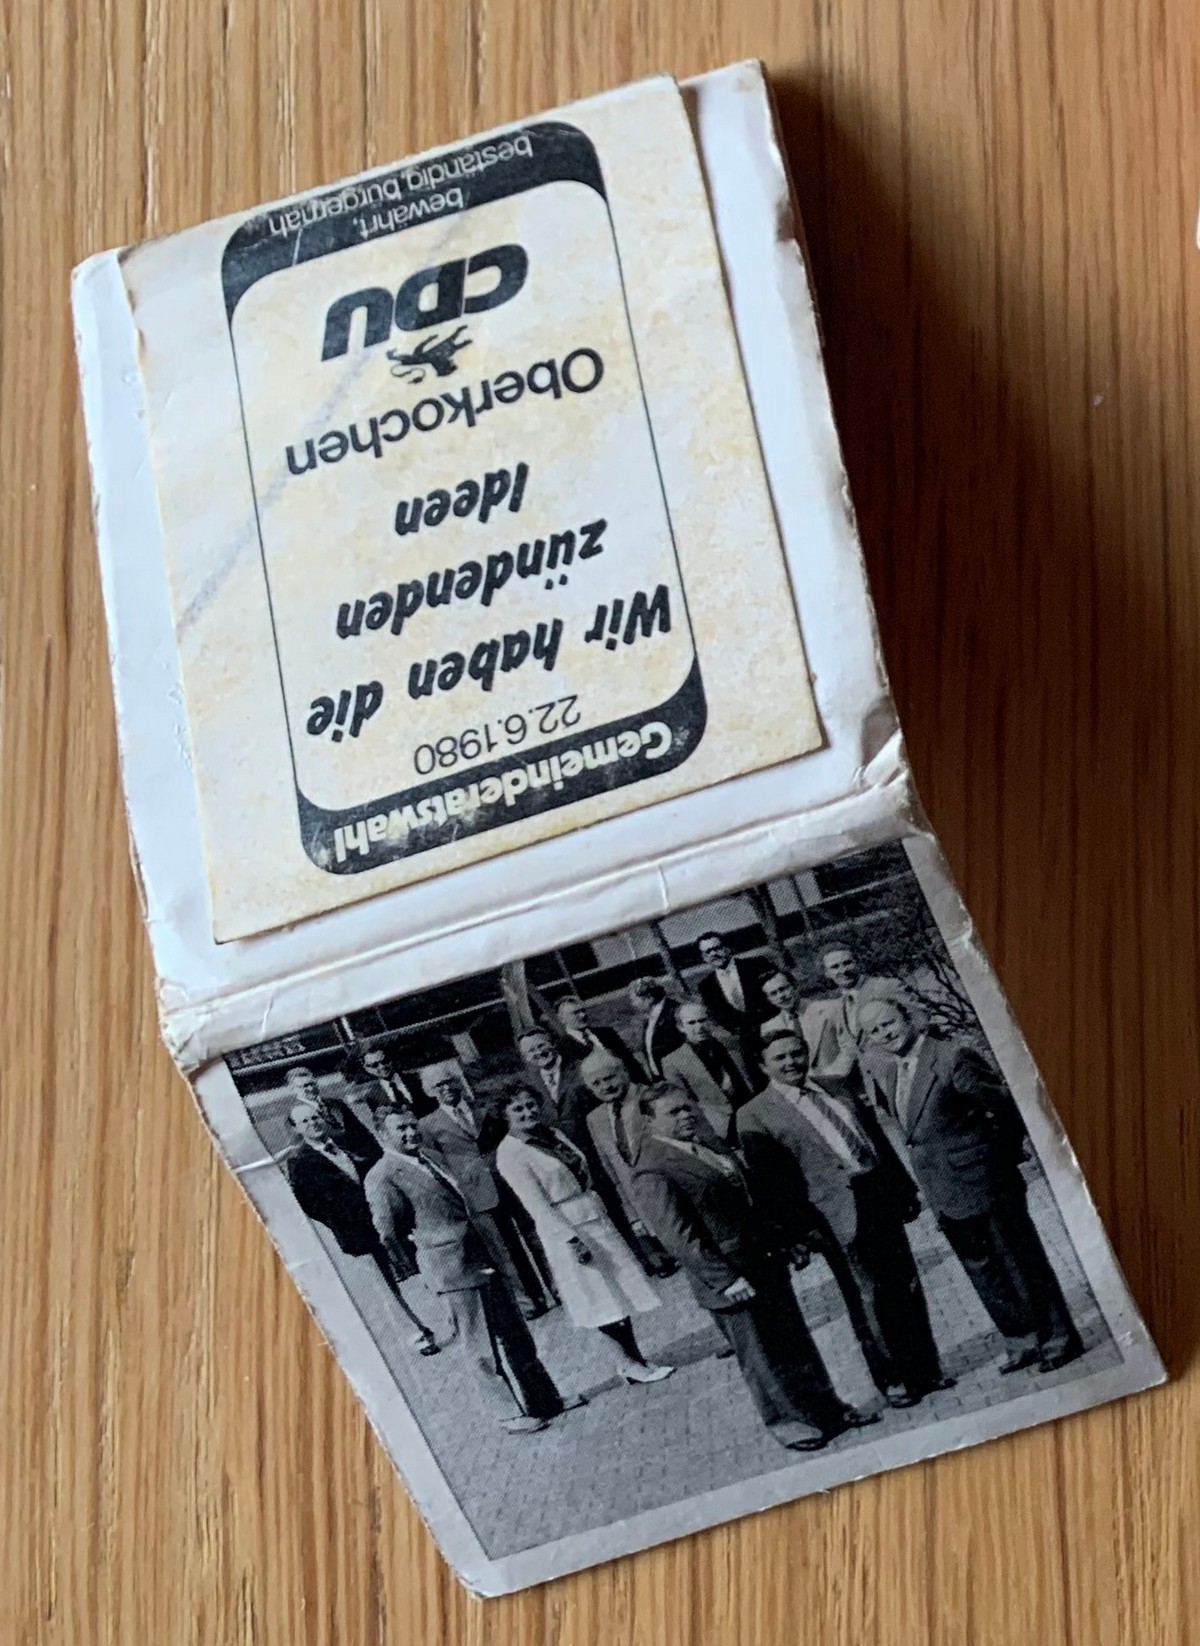 Gemeinderatswahl
22.6.1980
Wir haben die
zündenden
Ideen
Oberkochen
CDU
bewährt,
beständig, bürgernah